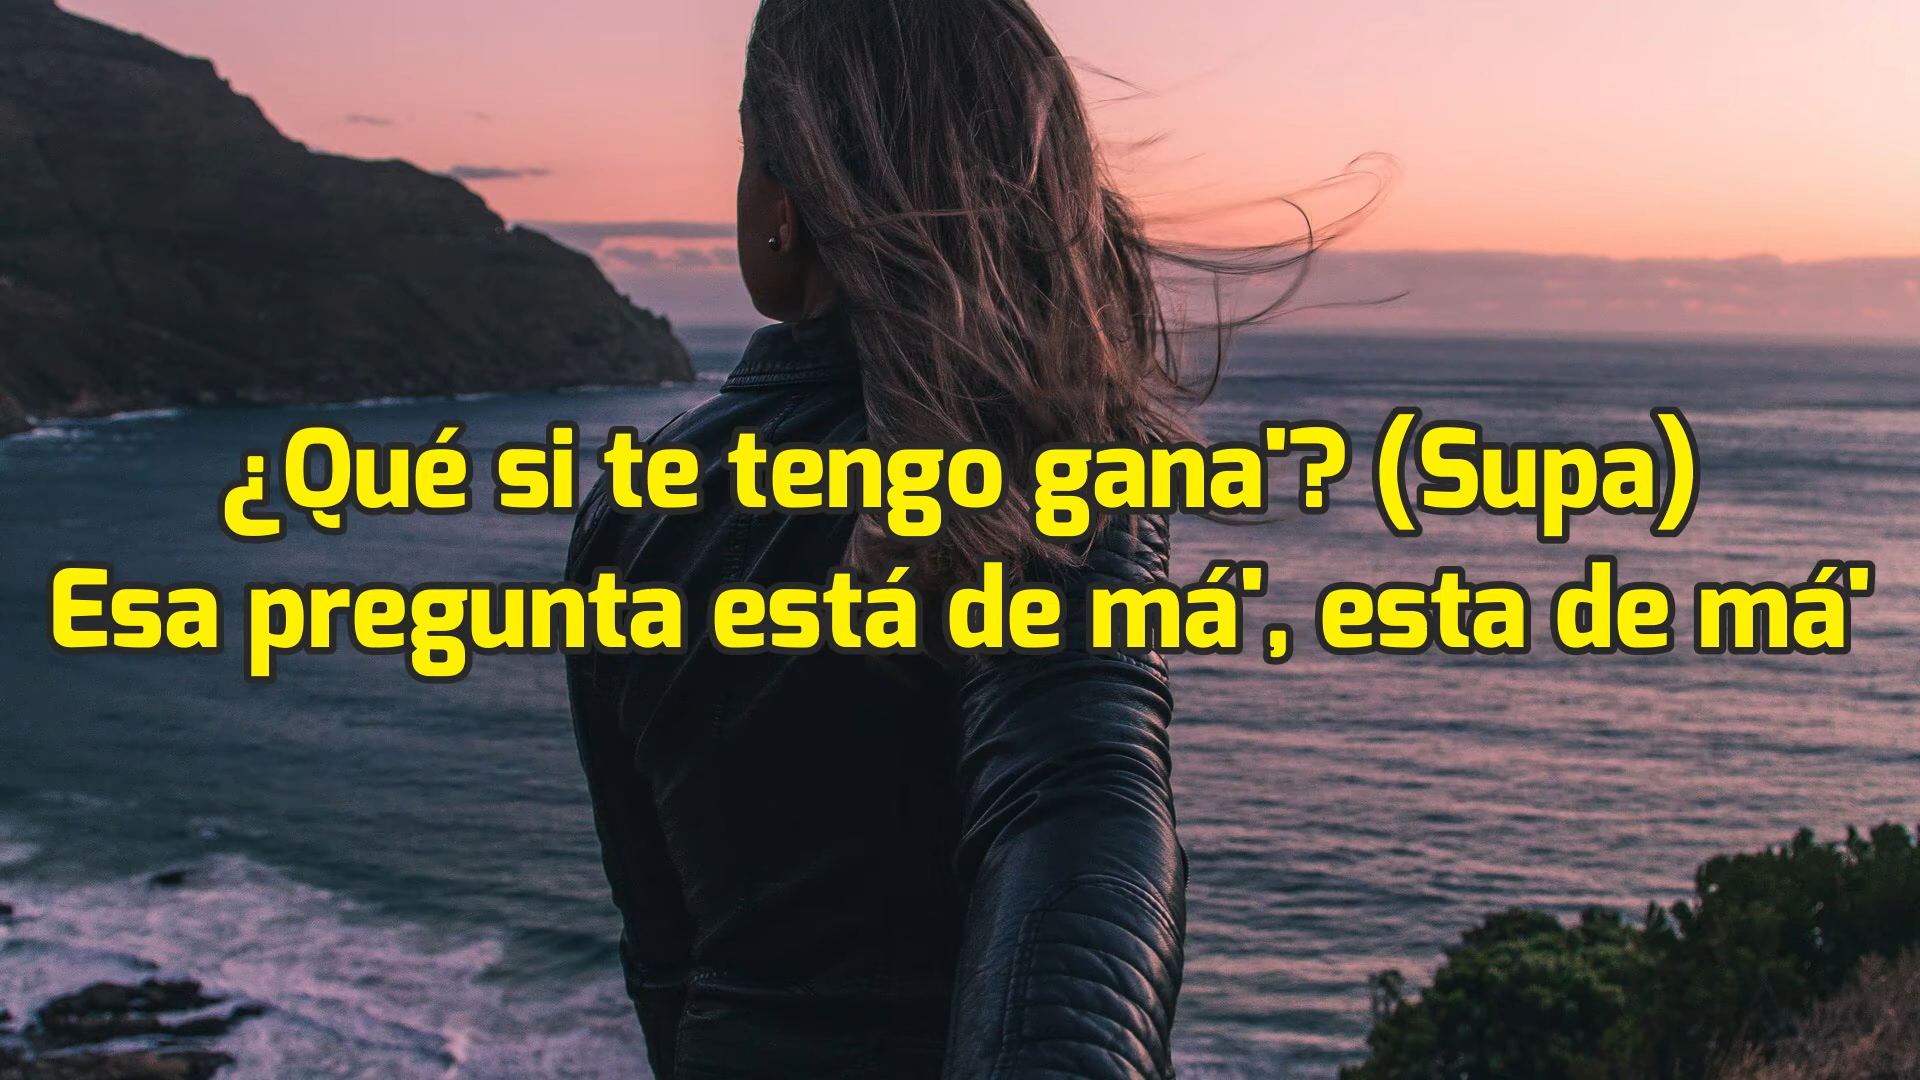 ¿Qué si te tengo gana'? (Supa)
Esa pregunta está de má', esta de má'